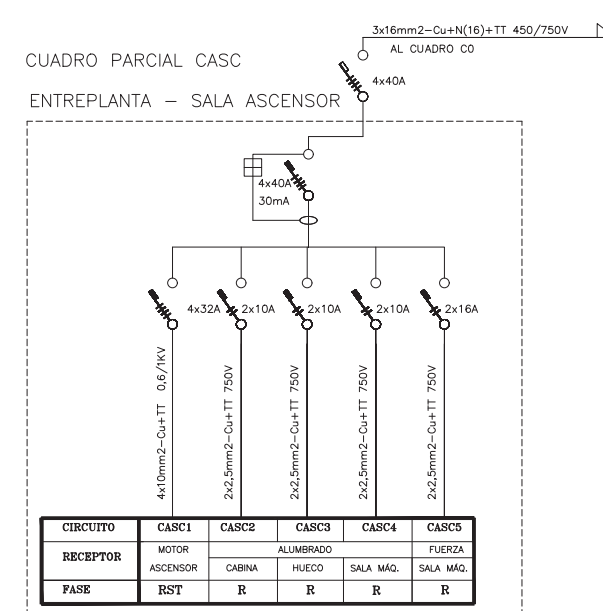 3x16mm2-Cu+N(16)+TT 450/750V
AL CUADRO C0
CUADRO PARCIAL CASC
4x40A
ENTREPLANTA - SALA ASCENSOR
4x40A
30mA
4x32A 2x10A 2x10A 2x10A 2x16A
4x10mm2-Cu+TT 0,6/1KV
2x2,5mm2-Cu+TT 750V
2x2,5mm2-Cu+TT 750V
2x2,5mm2-Cu+TT 750V
2x2,5mm2-Cu+TT 750V
CIRCUITO CASC1 CASC2 CASC3 CASC4 CASC5
RECEPTOR MOTOR ALUMBRADO FUERZA
ASCENSOR CABINA HUECO SALA MÁQ. SALA MÁQ.
FASE RST R R R R